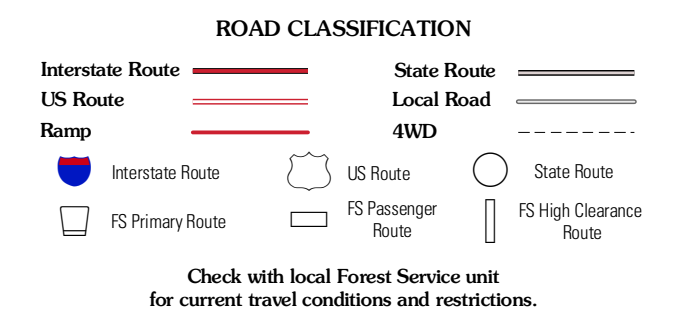 ROAD CLASSIFICATION
Interstate Route
State Route
US Route
Local Road
Ramp
4WD
Interstate Route
US Route
State Route
FS Primary Route
FS Passenger
Route
FS High Clearance
Route
Check with local Forest Service unit
for current travel conditions and restrictions.